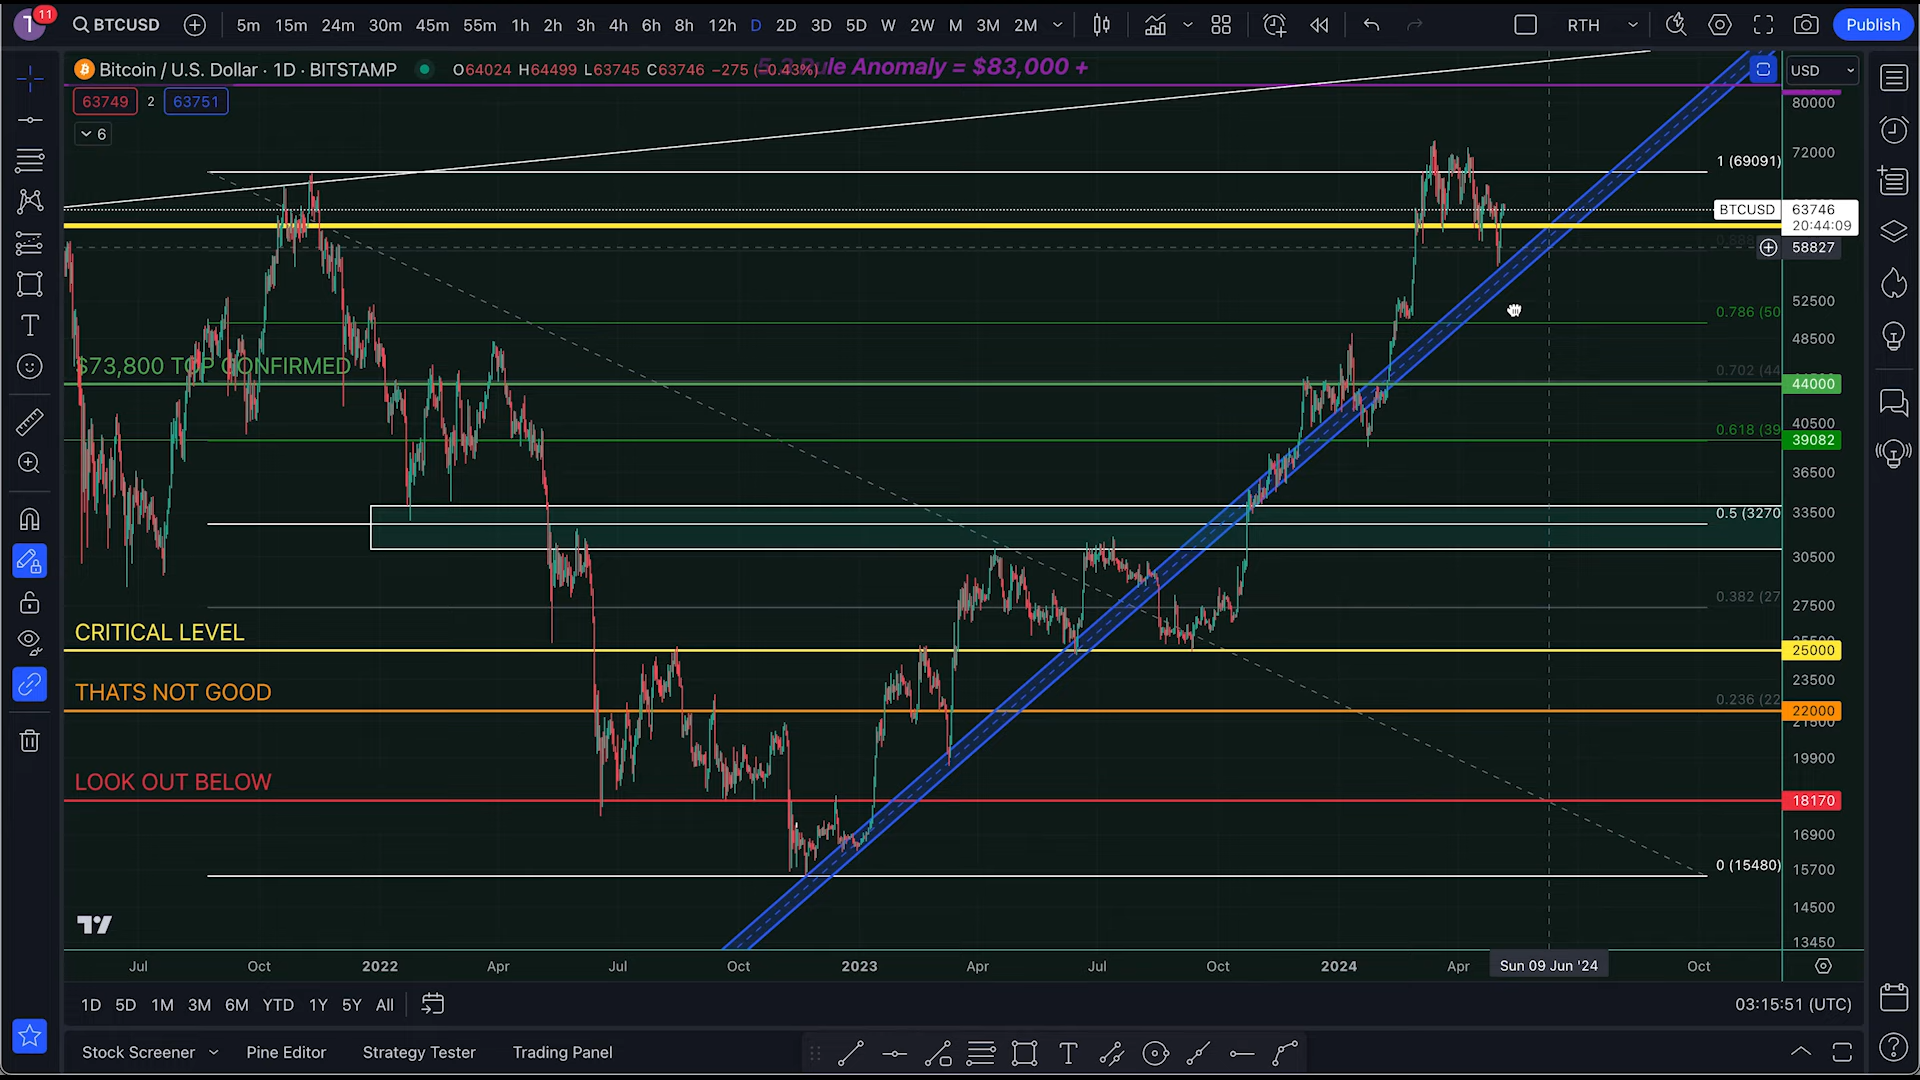 T 11 BTCUSD 5m 15m 24m 30m 45m 55m 1h 2h 3h 4h 6h 8h 12h D 2D 3D 5D W 2W M 3M 2M RTH Publish
Bitcoin / U.S. Dollar · 1D · BITSTAMP O64024 H64499 L63745 C63746 −275 (−0.43%)
Rule Anomaly = $83,000 +
USD
63749 2 63751
80000
6
72000
1 (69091)
BTCUSD 63746
20:44:09
58827
52500
0.786 (50
48500
$73,800 TOP CONFIRMED
0.702 (44
44000
40500
0.618 (39
39082
36500
33500
0.5 (3270
30500
0.382 (27
27500
CRITICAL LEVEL
25000
23500
THATS NOT GOOD
0.236 (22
22000
21500
19900
LOOK OUT BELOW
18170
16900
0 (15480)
15700
14500
13450
Jul Oct 2022 Apr Jul Oct 2023 Apr Jul Oct 2024 Apr Sun 09 Jun '24 Oct
1D 5D 1M 3M 6M YTD 1Y 5Y All 03:15:51 (UTC)
Stock Screener Pine Editor Strategy Tester Trading Panel